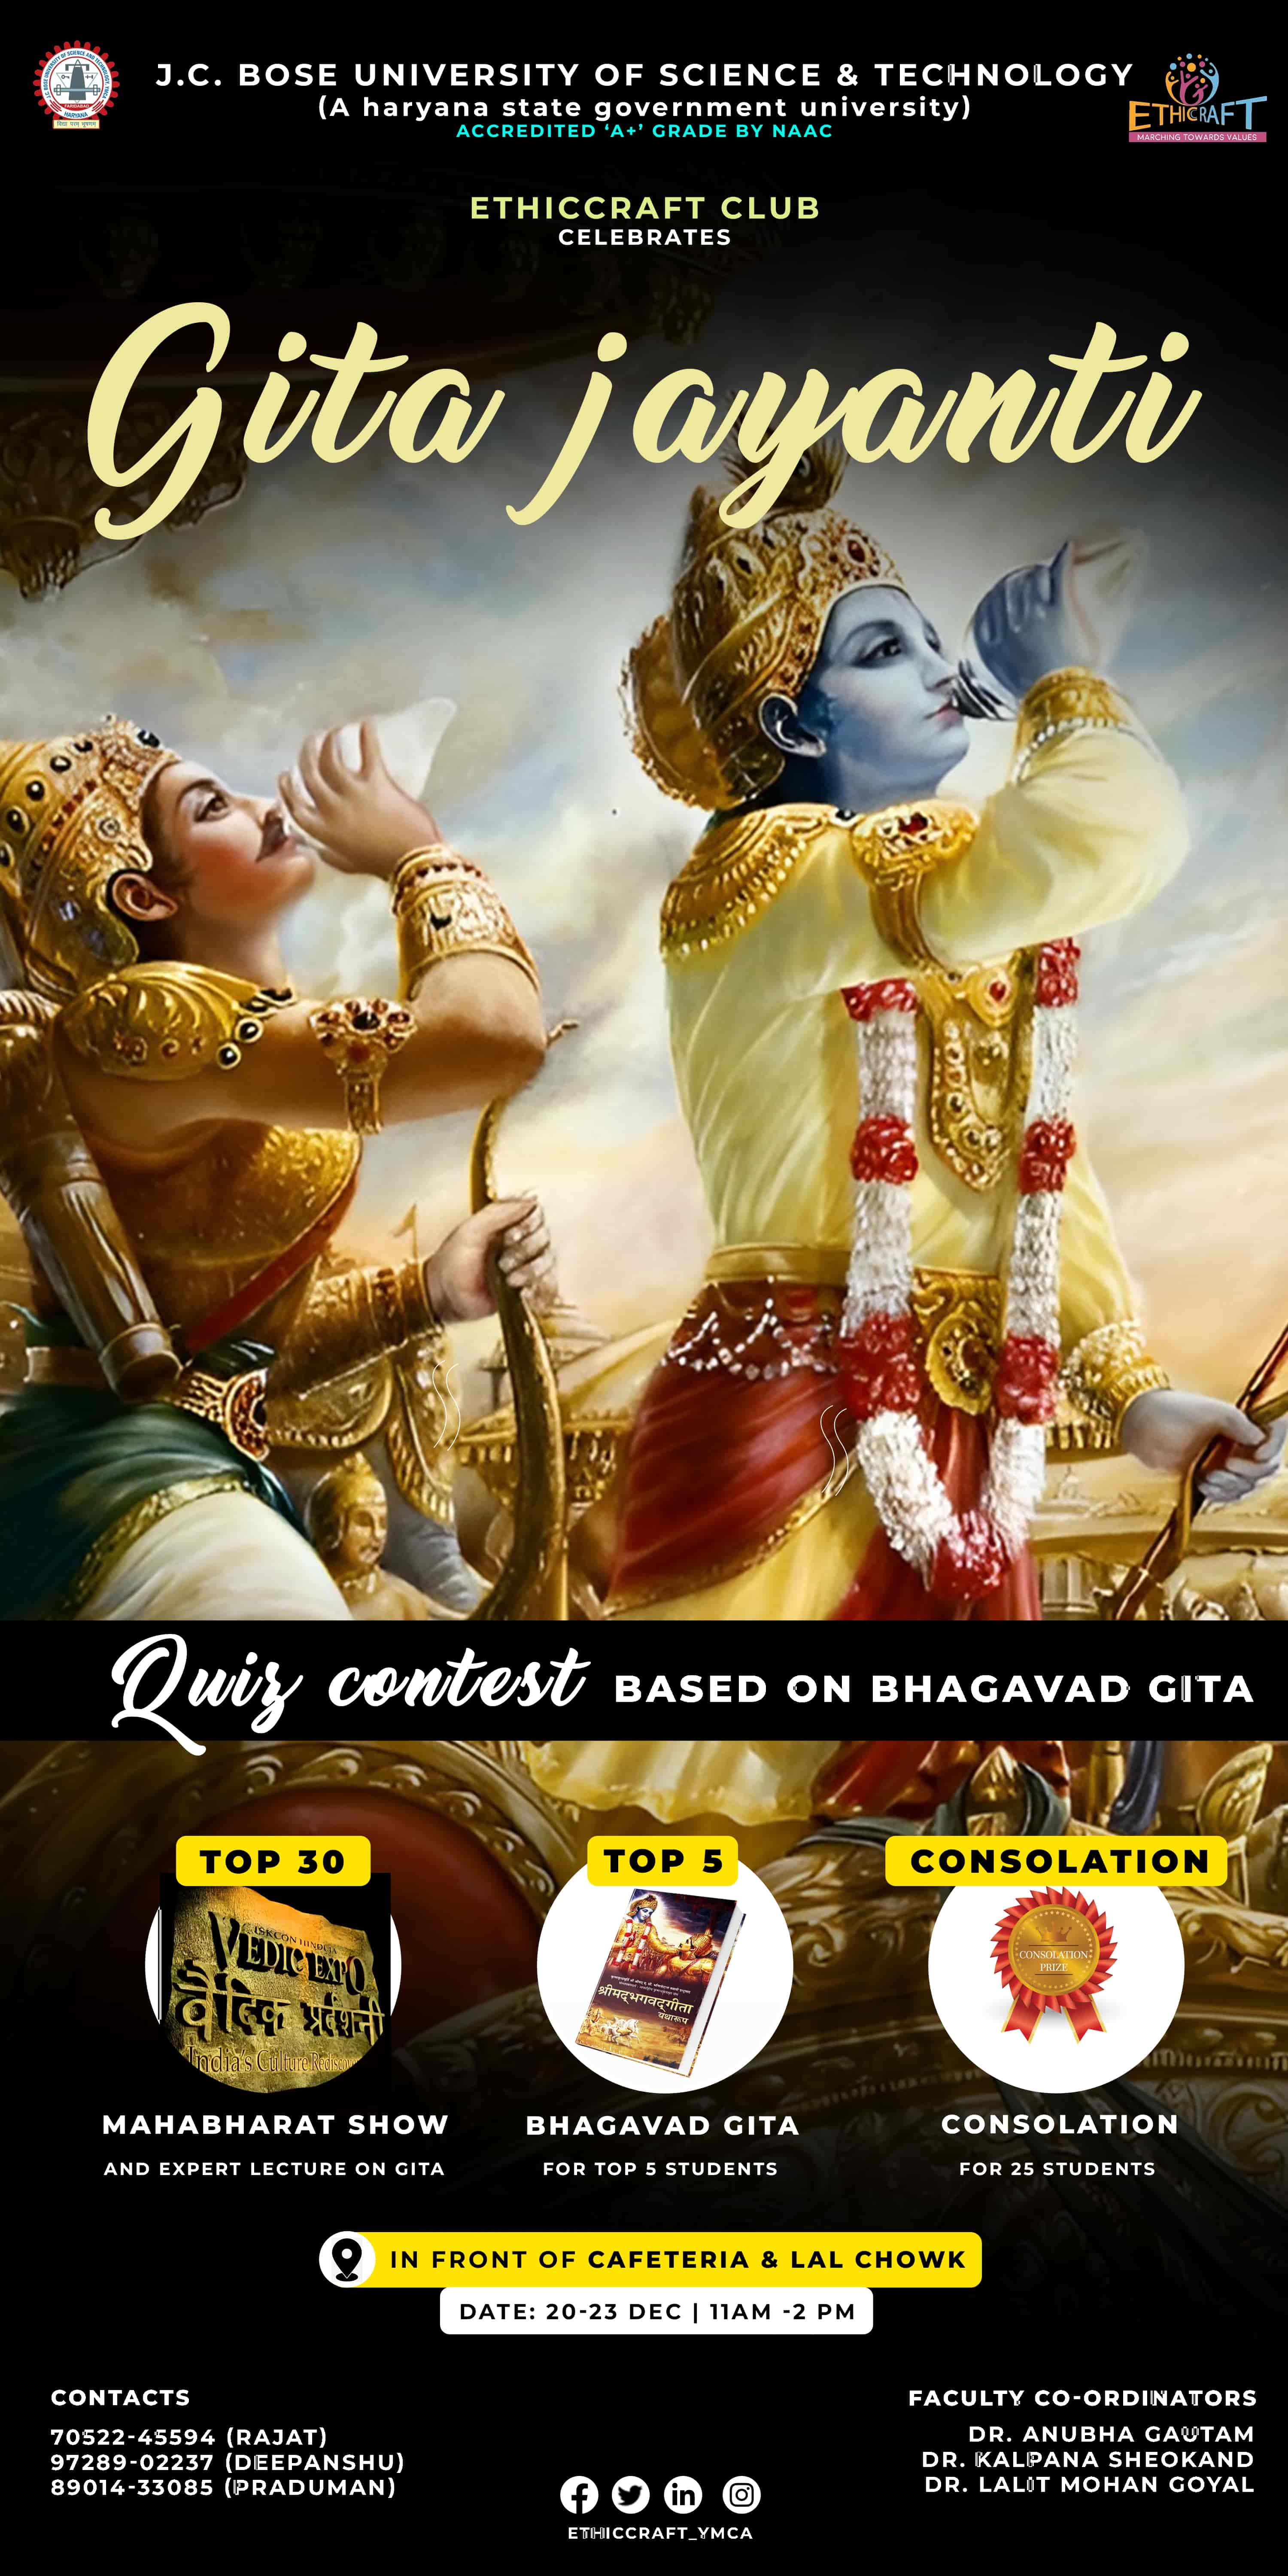 J.C. BOSE UNIVERSITY OF SCIENCE & TECHNOLOGY
(A haryana state government university)
ACCREDITED ‘A+’ GRADE BY NAAC
ETHICCRAFT
MARCHING TOWARDS VALUES
ETHICCRAFT CLUB
CELEBRATES
Gita jayanti
Quiz contest BASED ON BHAGAVAD GITA
TOP 30
TOP 5
CONSOLATION
ISKCON
VEDIC EXPO
वैदिक प्रर्दशनी
India's Culture
श्रीमद्भगवद्गीता
यथारूप
CONSOLATION
PRIZE
MAHABHARAT SHOW
AND EXPERT LECTURE ON GITA
BHAGAVAD GITA
FOR TOP 5 STUDENTS
CONSOLATION
FOR 25 STUDENTS
IN FRONT OF CAFETERIA & LAL CHOWK
DATE: 20-23 DEC | 11AM -2 PM
CONTACTS
70522-45594 (RAJAT)
97289-02237 (DEEPANSHU)
89014-33085 (PRADUMAN)
FACULTY CO-ORDINATORS
DR. ANUBHA GAUTAM
DR. KALPANA SHEOKAND
DR. LALIT MOHAN GOYAL
ETHICCRAFT_YMCA